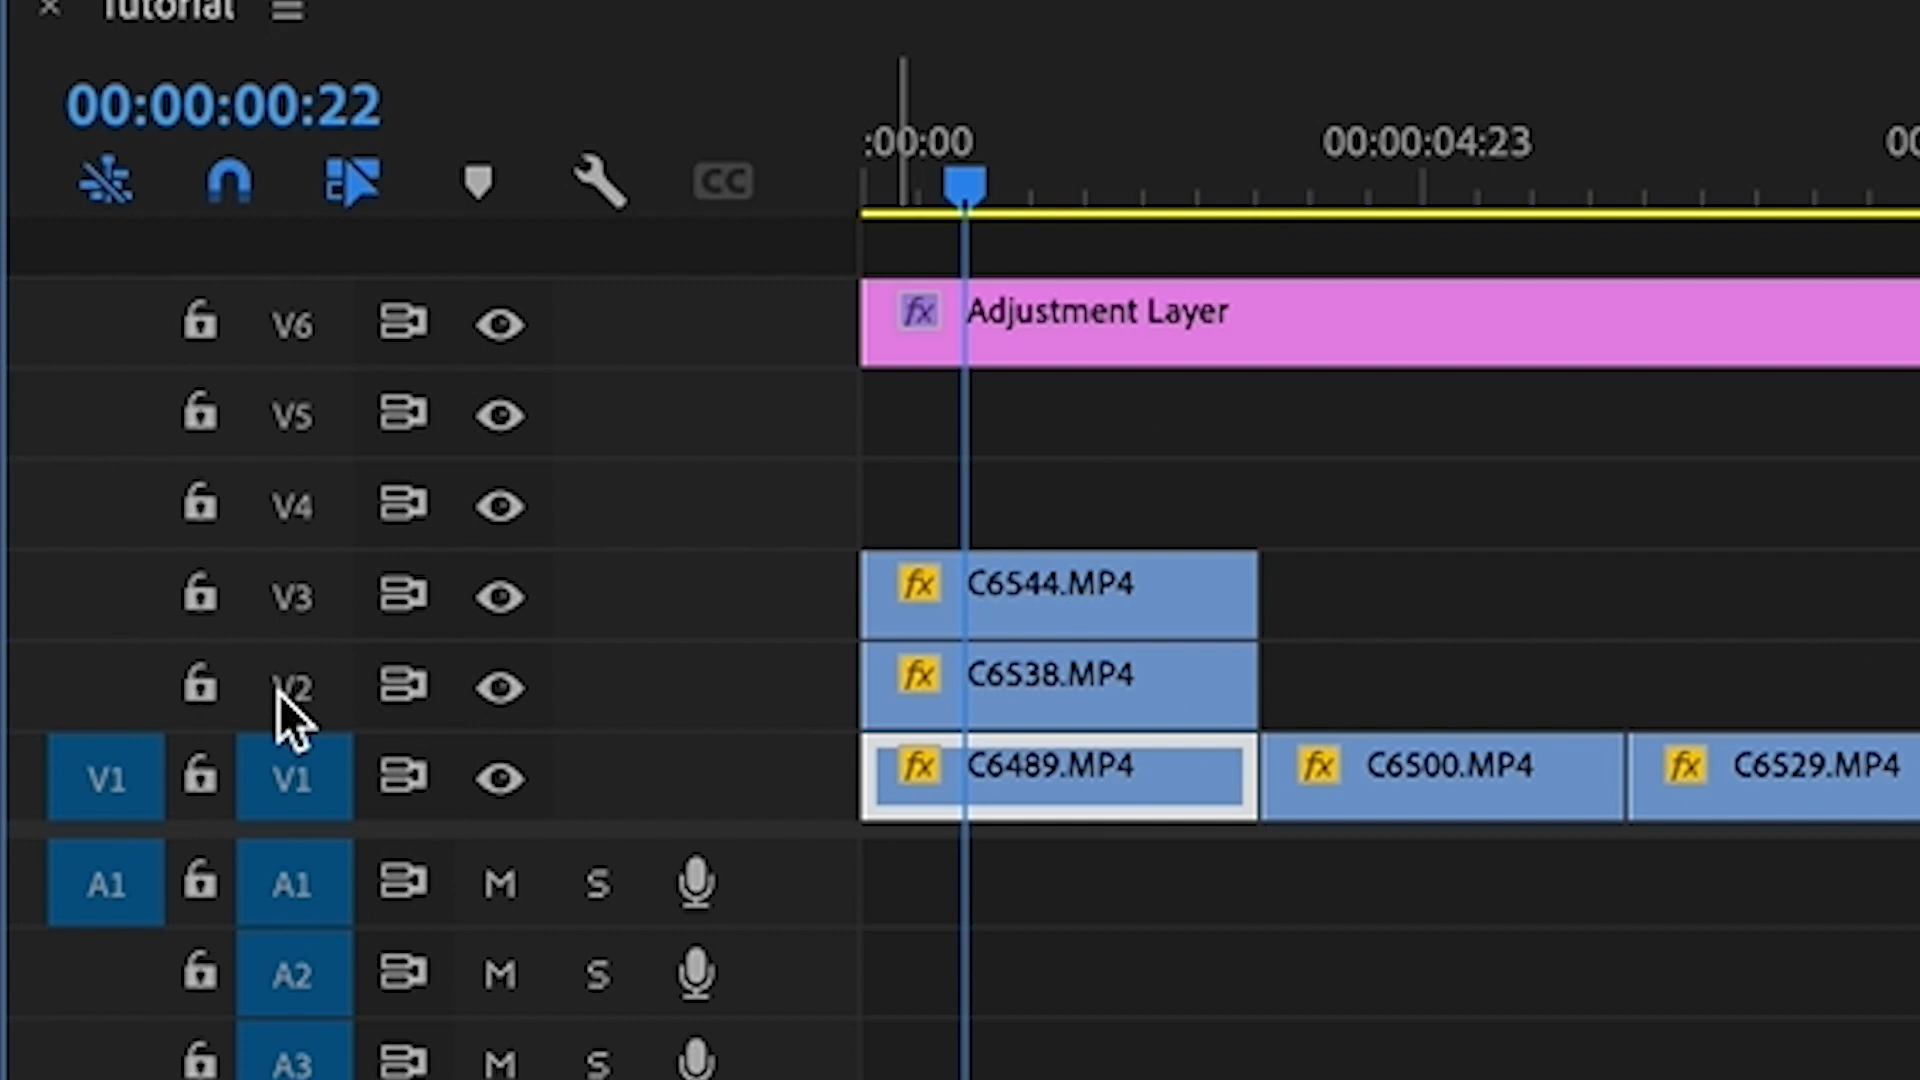 Tutorial
00:00:00:22
:00:00
00:00:04:23
00
CC
V6
fx Adjustment Layer
V5
V4
V3
fx C6544.MP4
V2
fx C6538.MP4
V1 V1
fx C6489.MP4
fx C6500.MP4
fx C6529.MP4
A1 A1 M S
A2 M S
A3 M S